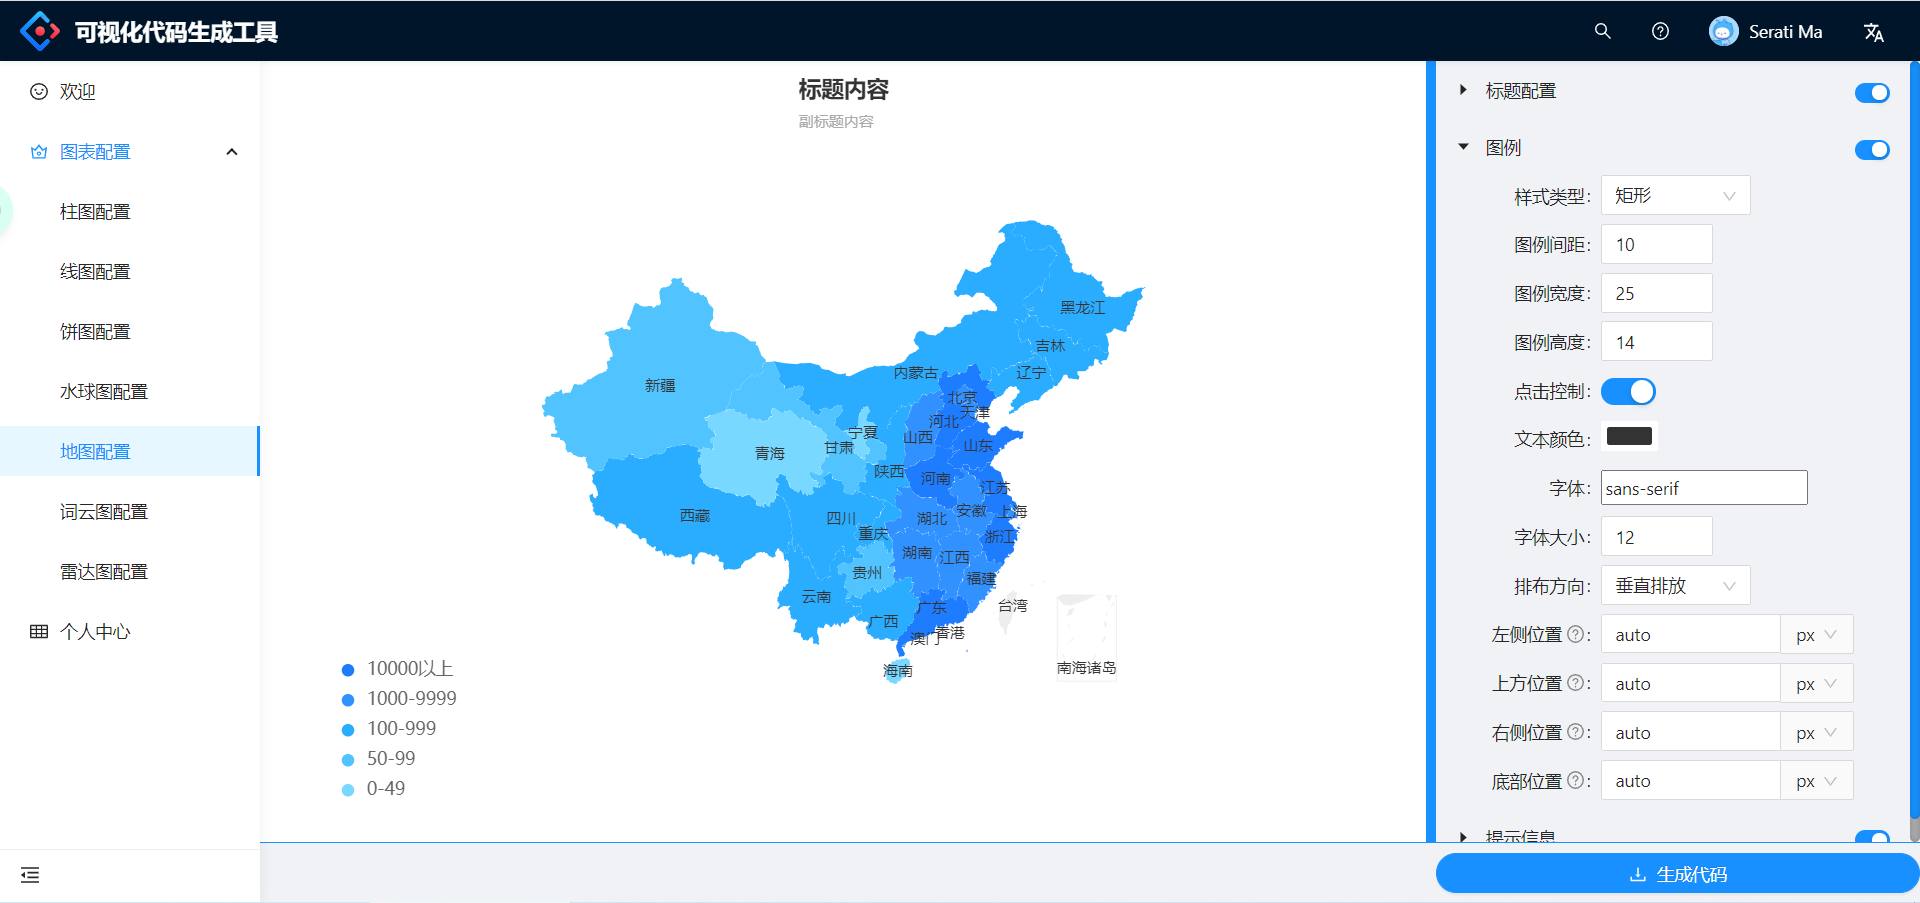 可视化代码生成工具
Serati Ma
欢迎
图表配置
柱图配置
线图配置
饼图配置
水球图配置
地图配置
词云图配置
雷达图配置
个人中心
标题内容
副标题内容
黑龙江
吉林
辽宁
内蒙古
新疆
北京
天津
河北
山西
宁夏
山东
甘肃
青海
陕西
河南
江苏
安徽
上海
西藏
四川
湖北
重庆
浙江
湖南
江西
贵州
福建
云南
广东
台湾
广西
香港
澳门
海南
南海诸岛
10000以上
1000-9999
100-999
50-99
0-49
标题配置
图例
样式类型: 矩形
图例间距: 10
图例宽度: 25
图例高度: 14
点击控制:
文本颜色:
字体: sans-serif
字体大小: 12
排布方向: 垂直排放
左侧位置 ? : auto px
上方位置 ? : auto px
右侧位置 ? : auto px
底部位置 ? : auto px
提示信息
生成代码